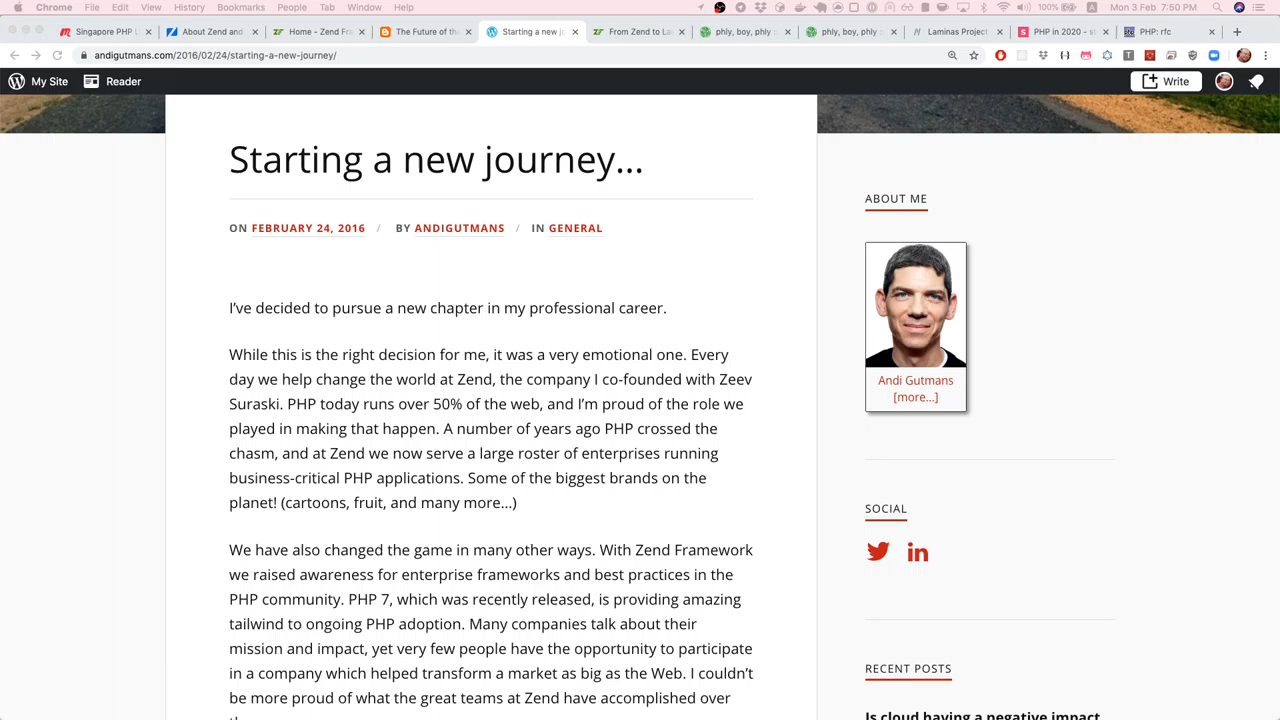 Chrome File Edit View History Bookmarks People Tab Window Help 100% A Mon 3 Feb 7:50 PM
Singapore PHP U About Zend and Home - Zend Fra The Future of the Starting a new jo From Zend to La phly, boy, phly phly, boy, phly Laminas Project PHP in 2020 - s PHP: rfc
andigutmans.com/2016/02/24/starting-a-new-journey/
My Site Reader Write
Starting a new journey…
ON FEBRUARY 24, 2016 / BY ANDIGUTMANS / IN GENERAL
I've decided to pursue a new chapter in my professional career.
While this is the right decision for me, it was a very emotional one. Every
day we help change the world at Zend, the company I co-founded with Zeev
Suraski. PHP today runs over 50% of the web, and I'm proud of the role we
played in making that happen. A number of years ago PHP crossed the
chasm, and at Zend we now serve a large roster of enterprises running
business-critical PHP applications. Some of the biggest brands on the
planet! (cartoons, fruit, and many more…)
We have also changed the game in many other ways. With Zend Framework
we raised awareness for enterprise frameworks and best practices in the
PHP community. PHP 7, which was recently released, is providing amazing
tailwind to ongoing PHP adoption. Many companies talk about their
mission and impact, yet very few people have the opportunity to participate
in a company which helped transform a market as big as the Web. I couldn't
be more proud of what the great teams at Zend have accomplished over
ABOUT ME
Andi Gutmans
[more…]
SOCIAL
RECENT POSTS
Is cloud having a negative impact